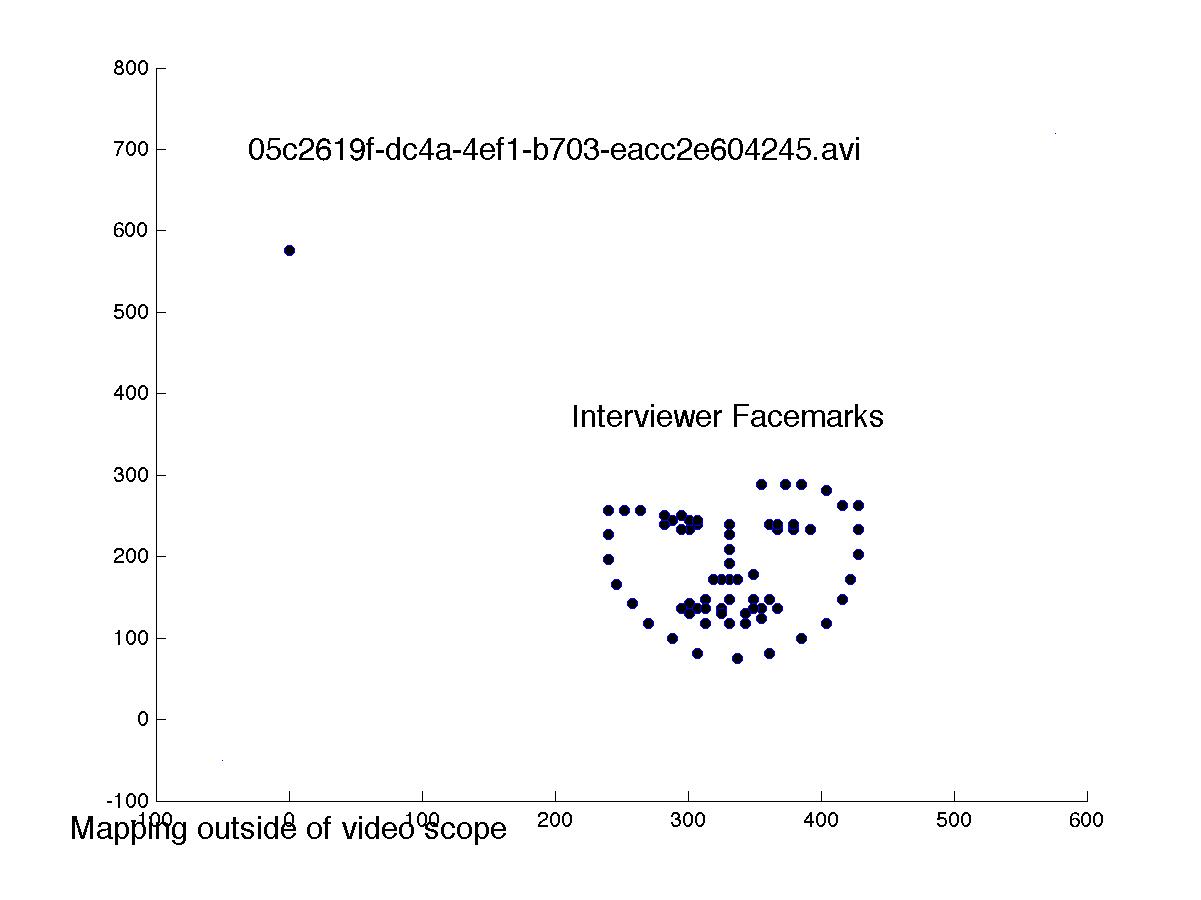 800
700
05c2619f-dc4a-4ef1-b703-eacc2e604245.avi
600
500
400
Interviewer Facemarks
300
200
100
0
-100
-100 0 100 200 300 400 500 600
Mapping outside of video scope